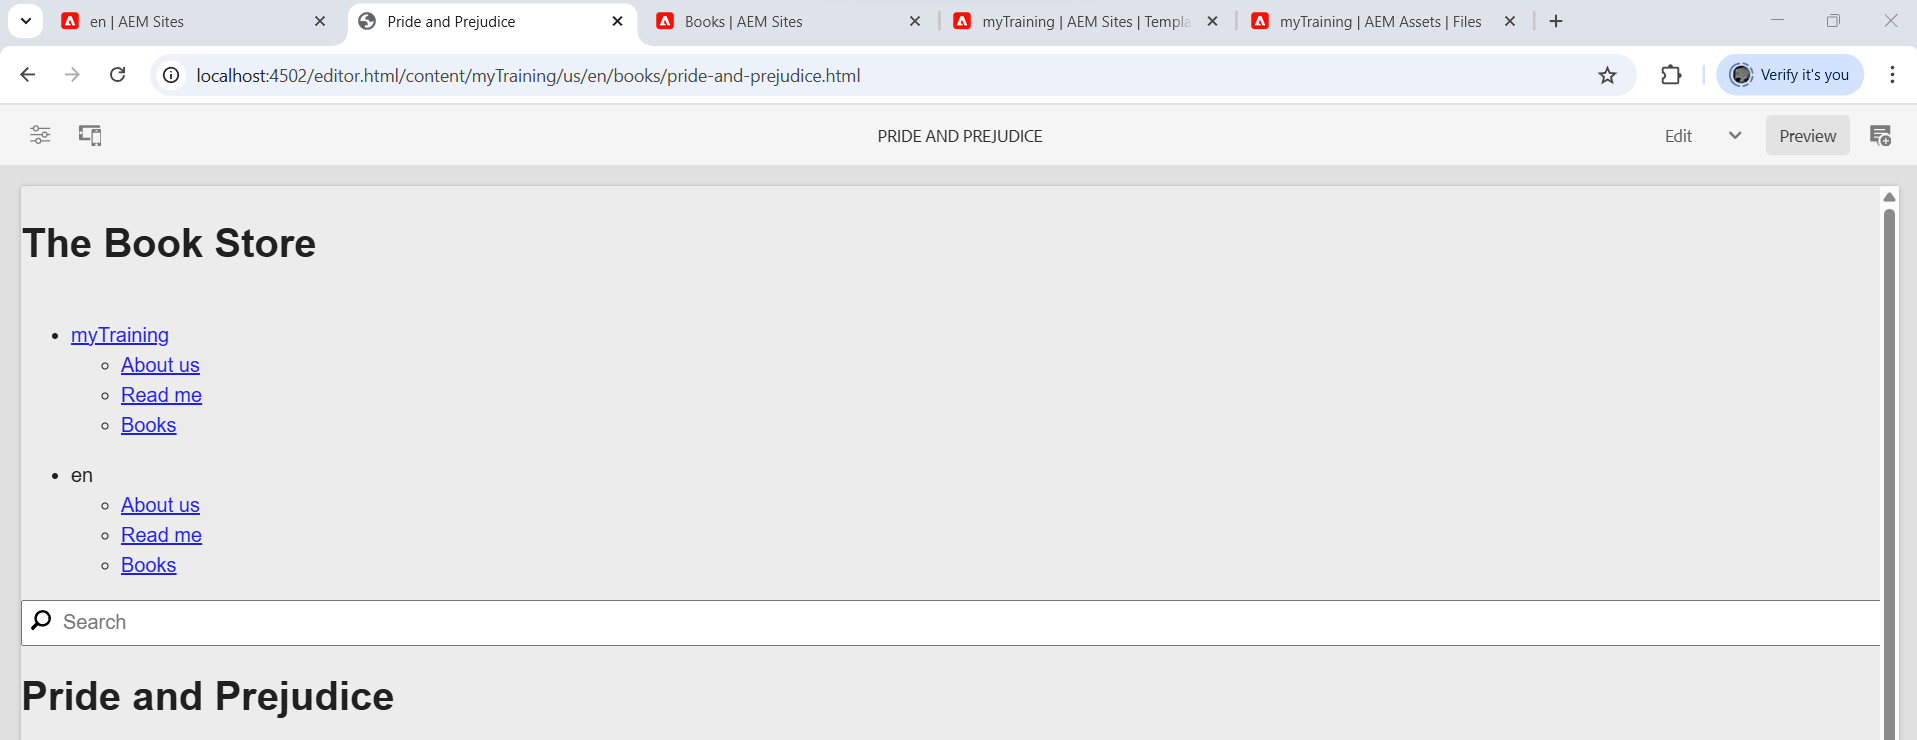 en | AEM Sites
Pride and Prejudice
Books | AEM Sites
myTraining | AEM Sites | Templa
myTraining | AEM Assets | Files
localhost:4502/editor.html/content/myTraining/us/en/books/pride-and-prejudice.html
Verify it's you
PRIDE AND PREJUDICE
Edit
Preview
The Book Store
myTraining
About us
Read me
Books
en
About us
Read me
Books
Search
Pride and Prejudice